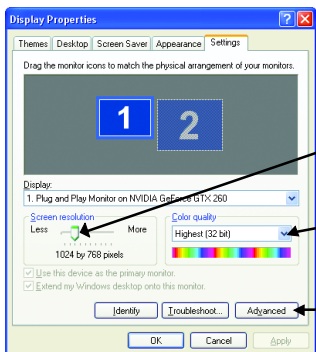 Display Properties
Themes Desktop Screen Saver Appearance Settings
Drag the monitor icons to match the physical arrangement of your monitors.
1 2
Display:
1. Plug and Play Monitor on NVIDIA GeForce GTX 260
Screen resolution
Less More
1024 by 768 pixels
Color quality
Highest (32 bit)
Use this device as the primary monitor.
Extend my Windows desktop onto this monitor.
Identify Troubleshoot... Advanced
OK Cancel Apply